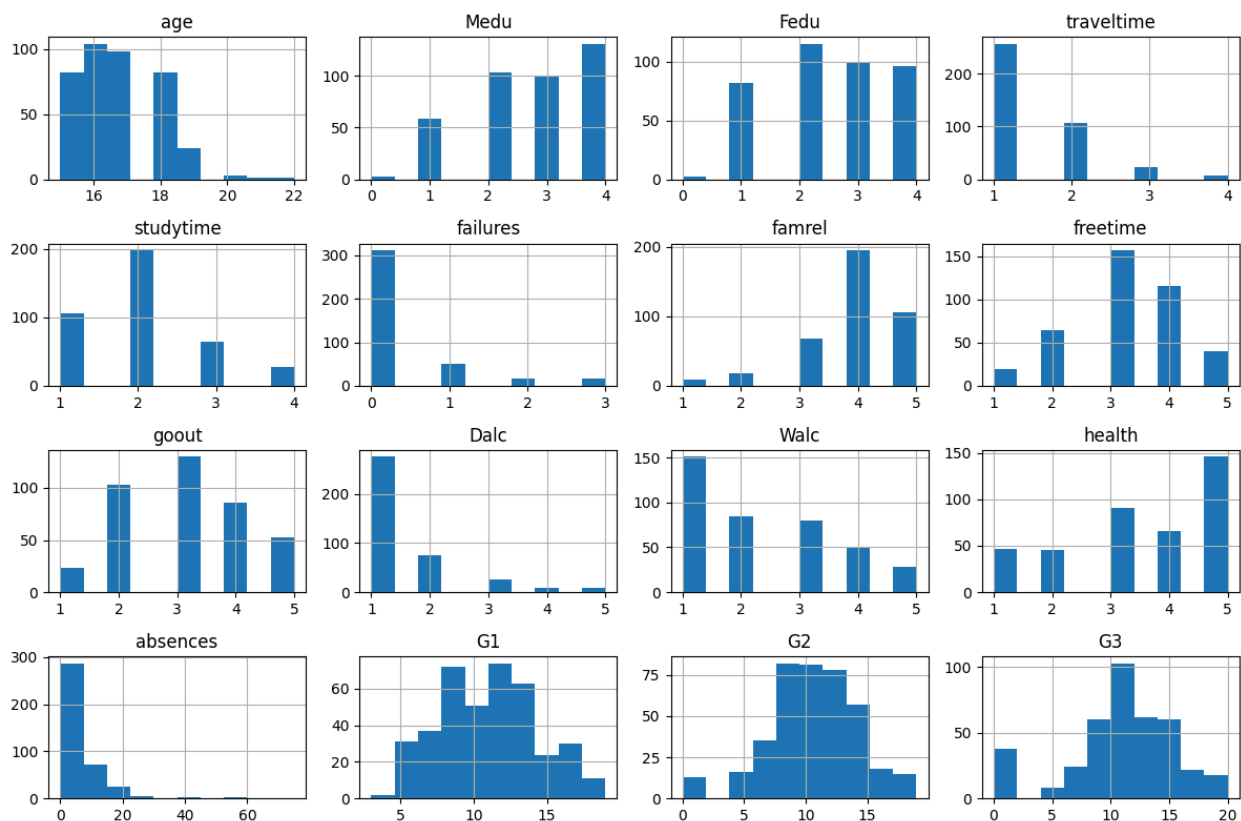 age Medu Fedu traveltime
100 50 0 16 18 20 22
100 50 0 0 1 2 3 4
100 50 0 0 1 2 3 4
200 100 0 1 2 3 4
studytime failures famrel freetime
200 100 0 1 2 3 4
300 200 100 0 0 1 2 3
200 100 0 1 2 3 4 5
150 100 50 0 1 2 3 4 5
goout Dalc Walc health
100 50 0 1 2 3 4 5
200 100 0 1 2 3 4 5
150 100 50 0 1 2 3 4 5
150 100 50 0 1 2 3 4 5
absences G1 G2 G3
300 200 100 0 0 20 40 60
60 40 20 0 5 10 15
75 50 25 0 0 5 10 15
100 50 0 0 5 10 15 20